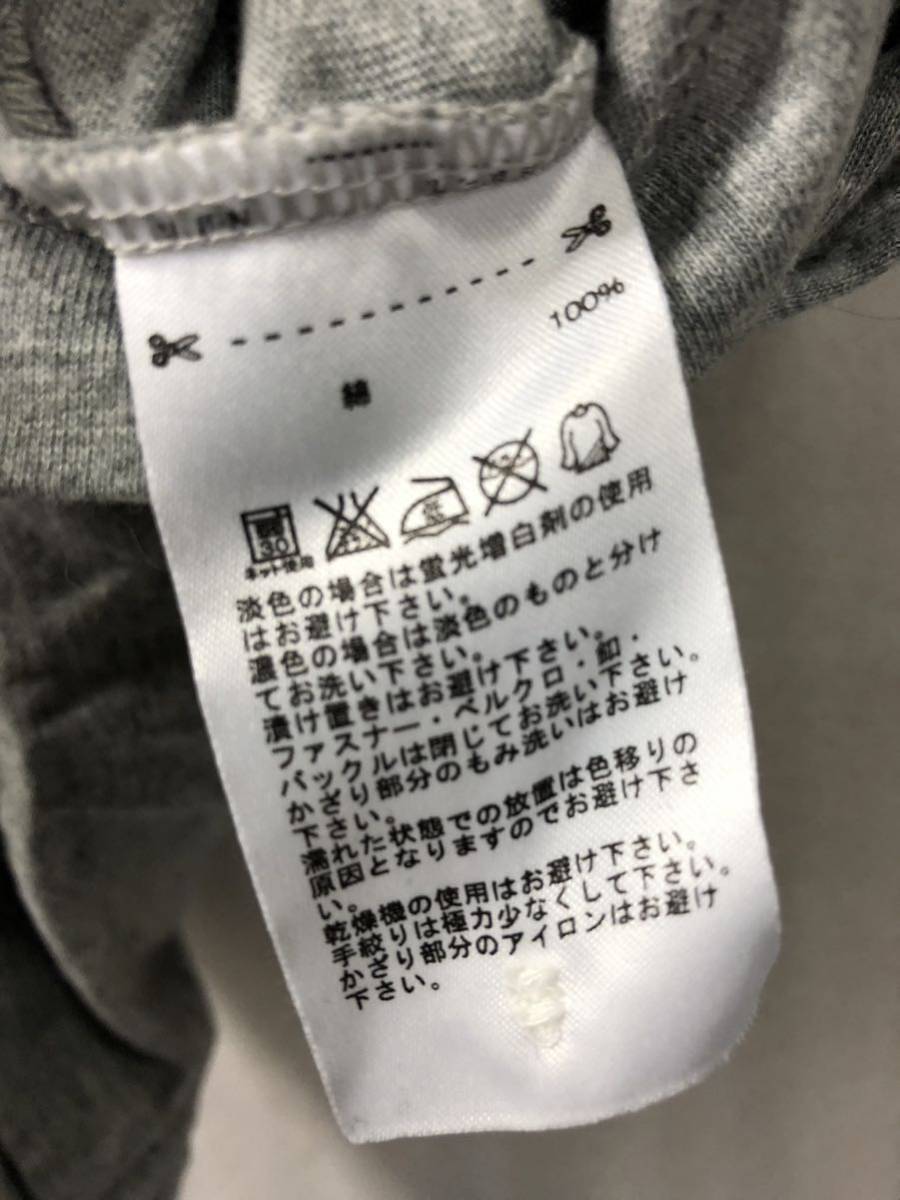 綿 100%
弱
30
ネット使用
低
淡色の場合は蛍光増白剤の使用
はお避け下さい。
濃色の場合は淡色のものと分け
てお洗い下さい。
漬け置きはお避け下さい。
ファスナー・ベルクロ・釦・
バックルは閉じてお洗い下さい。
かざり部分のもみ洗いはお避け
下さい。
濡れた状態での放置は色移りの
原因となりますのでお避け下さ
い。
乾燥機の使用はお避け下さい。
手絞りは極力少なくして下さい。
かざり部分のアイロンはお避け
下さい。